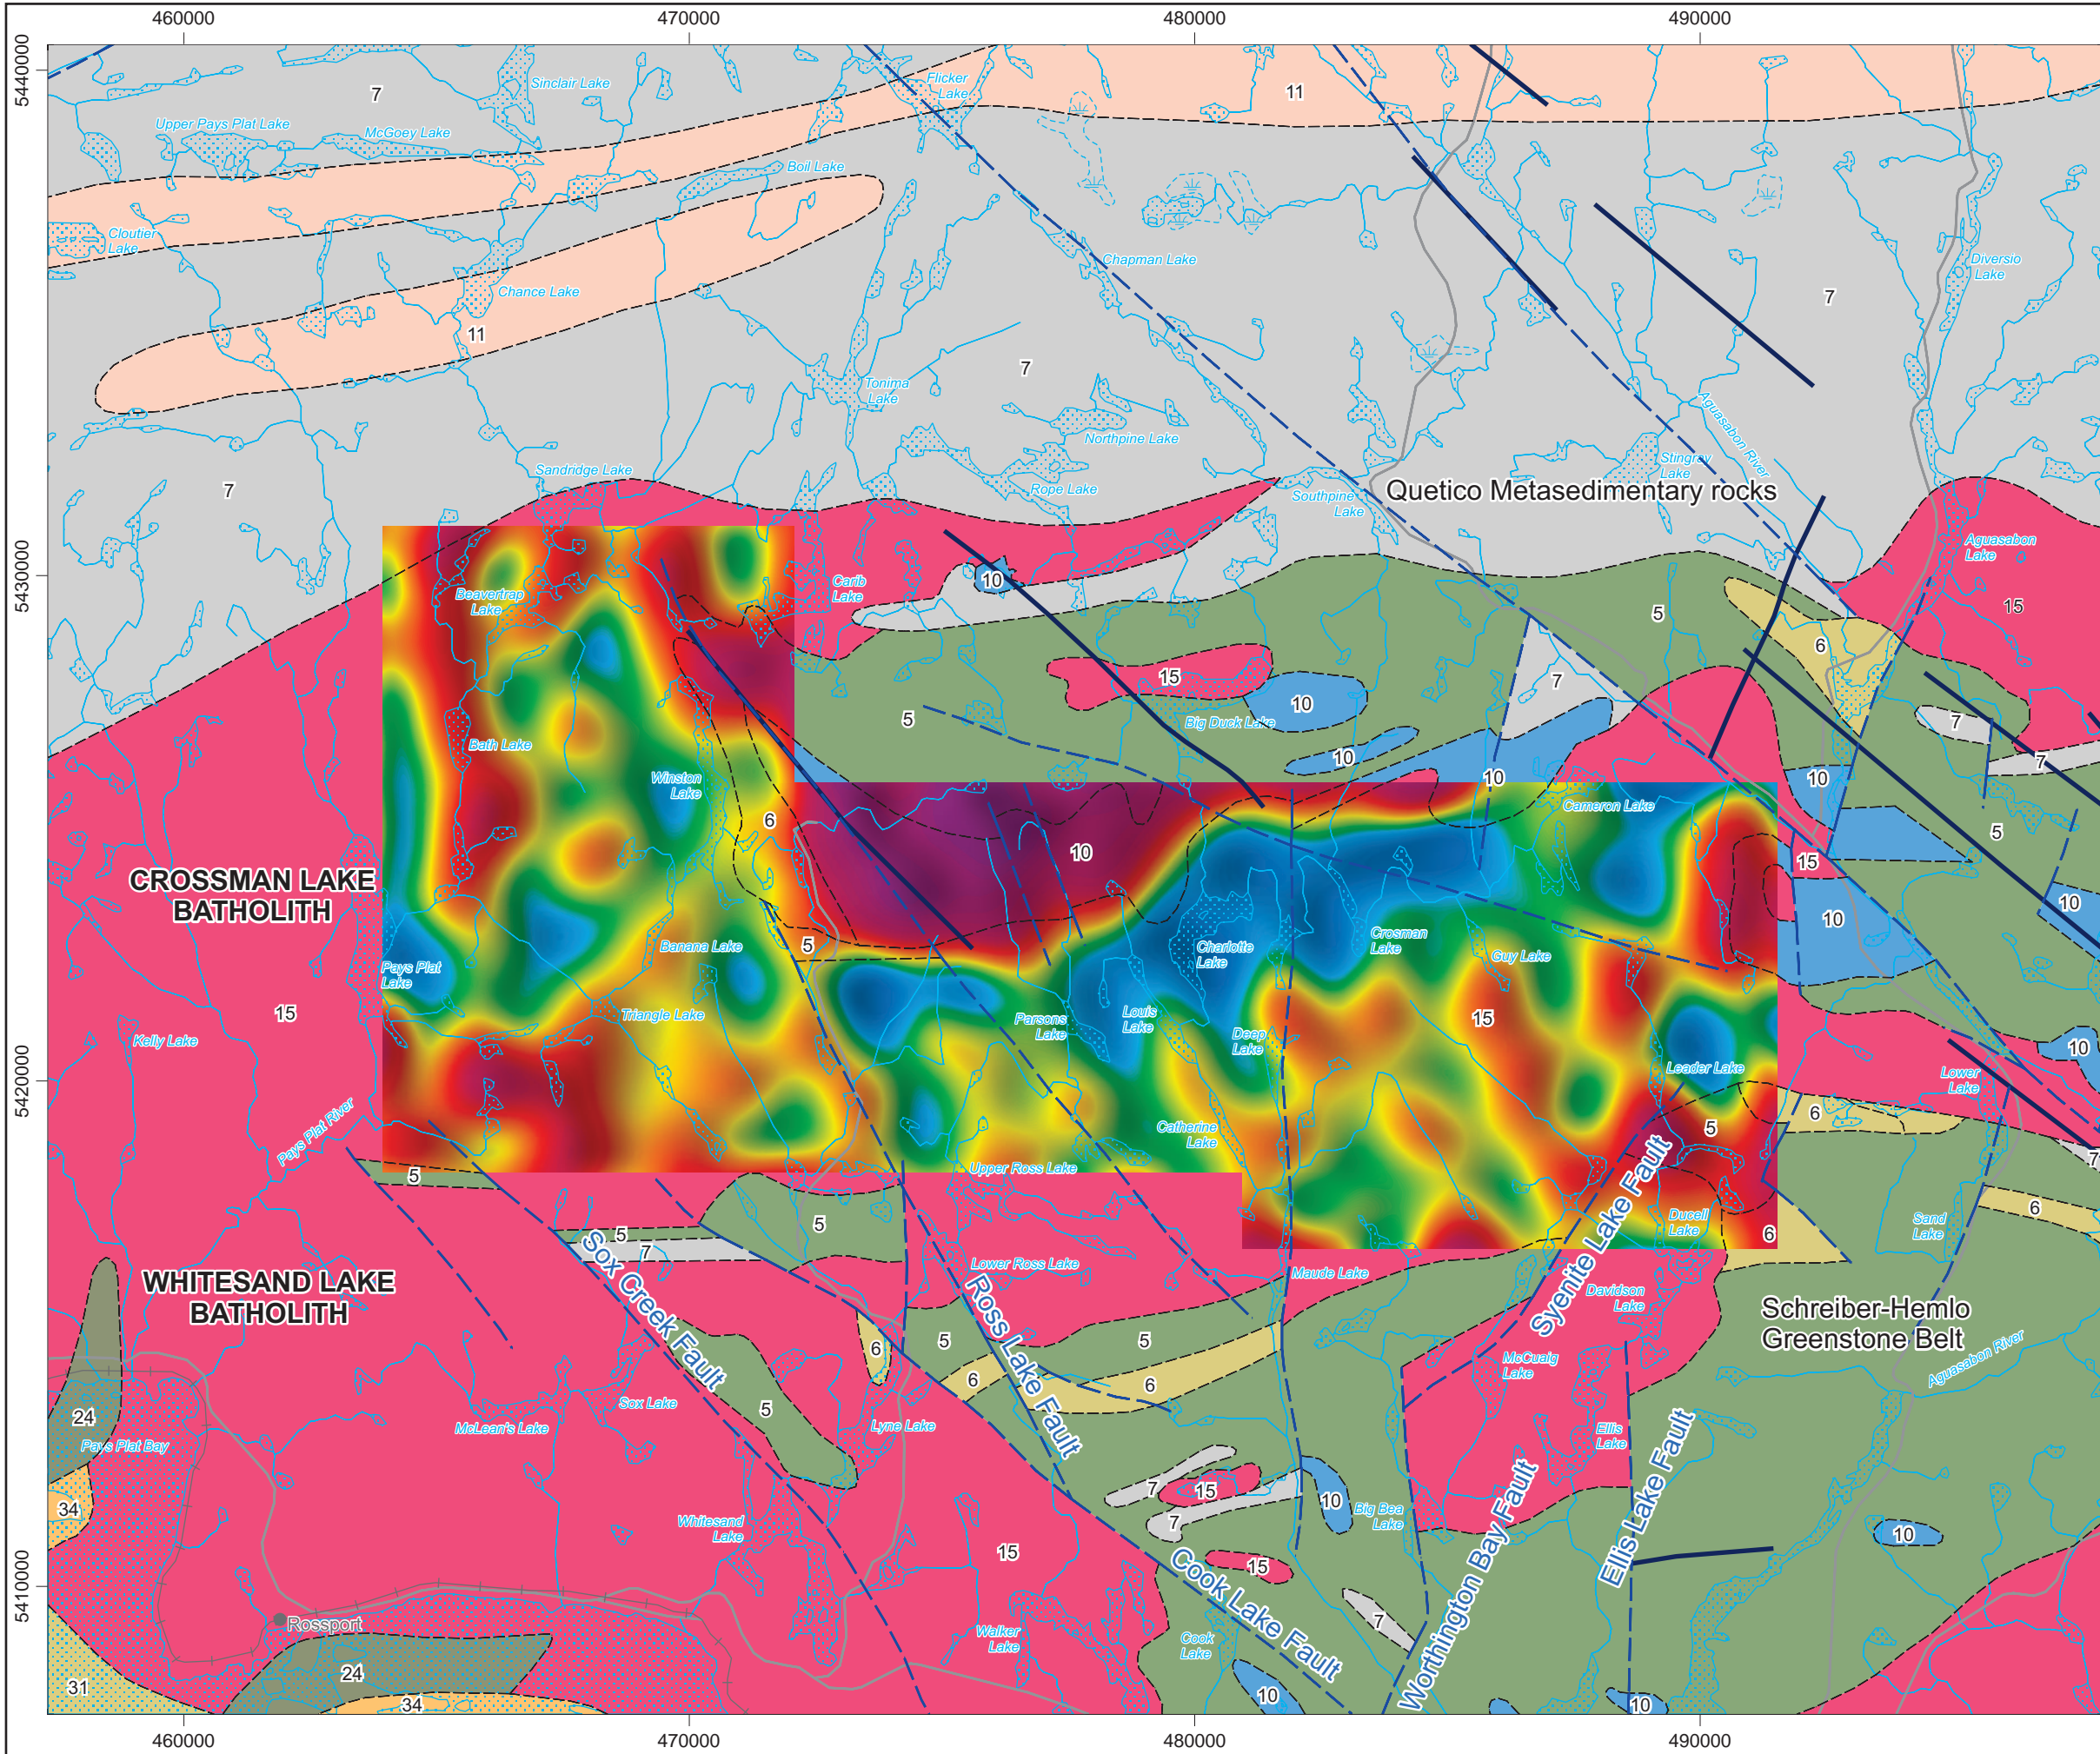 460000
470000
480000
490000
5440000
5430000
5420000
5410000
7
Sinclair Lake
Flicker
Lake
11
Upper Pays Plat Lake
McGoey Lake
Boil Lake
Cloutier
Lake
Chapman Lake
Diversio
Lake
Chance Lake
7
11
7
Tonima
Lake
Aguasabon River
Northpine Lake
Sandridge Lake
Stingray
Lake
7
Rope Lake
Southpine
Lake
Quetico Metasedimentary rocks
Aguasabon
Lake
10
Carib
Lake
Beavertrap
Lake
5
15
6
15
7
10
5
Big Duck Lake
7
Bath Lake
10
7
Winston
Lake
10
10
Cameron Lake
6
5
10
15
CROSSMAN LAKE
BATHOLITH
10
10
5
Banana Lake
Charlotte
Lake
Crosman
Lake
Guy Lake
Pays Plat
Lake
15
Triangle Lake
Parsons
Lake
Louis
Lake
15
Deep
Lake
Kelly Lake
10
Leader Lake
Lower
Lake
Pays Plat River
Catherine
Lake
5
6
7
5
Upper Ross Lake
Syenite Lake Fault
6
5
5
7
Ducell
Lake
6
Sand
Lake
Sox Creek Fault
Lower Ross Lake
Maude Lake
WHITESAND LAKE
BATHOLITH
Ross Lake Fault
Davidson
Lake
Schreiber-Hemlo
Greenstone Belt
6
5
5
McCuaig
Lake
Aguasabon River
6
6
24
Sox Lake
5
McLean's Lake
Lyne Lake
Ellis
Lake
Pays Plat Bay
34
7
15
10
Big Bea
Lake
Whitesand
Lake
7
Worthington Bay Fault
Ellis Lake Fault
10
15
15
Cook Lake Fault
Rossport
7
Walker
Lake
Cook
Lake
24
31
34
10
10
460000
470000
480000
490000